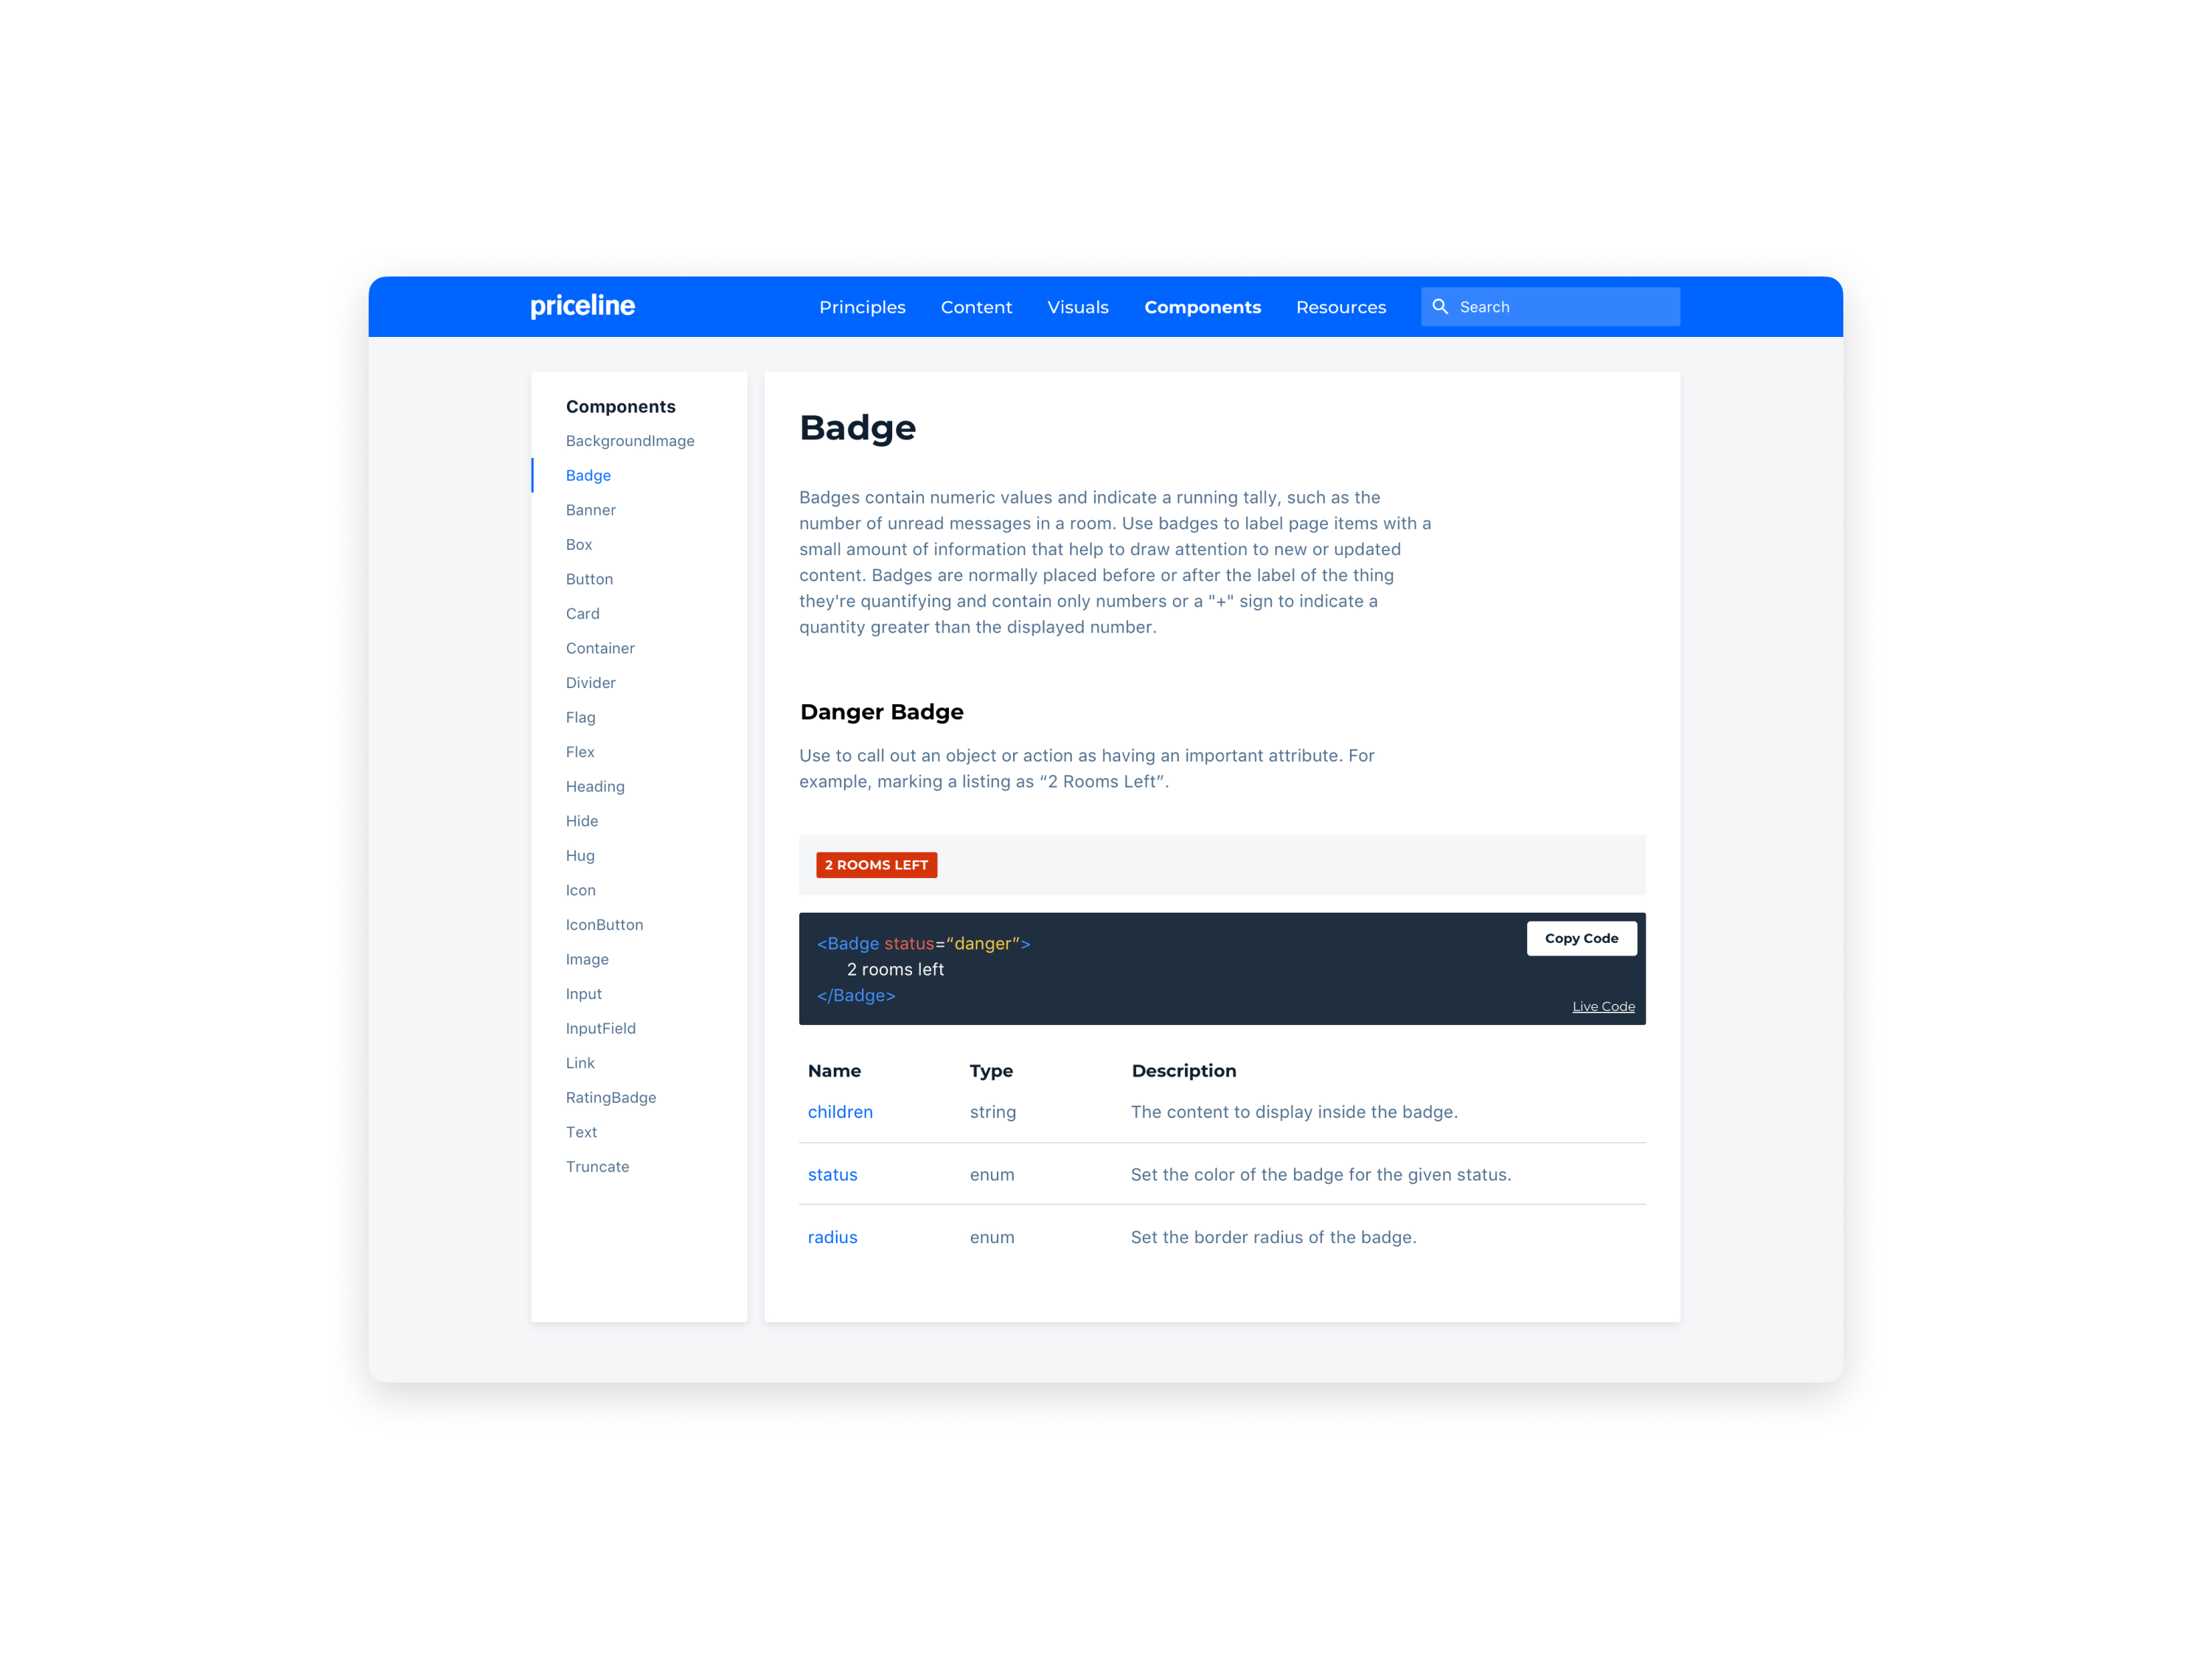 priceline
Principles Content Visuals Components Resources Search
Components
BackgroundImage
Badge
Banner
Box
Button
Card
Container
Divider
Flag
Flex
Heading
Hide
Hug
Icon
IconButton
Image
Input
InputField
Link
RatingBadge
Text
Truncate
Badge
Badges contain numeric values and indicate a running tally, such as the
number of unread messages in a room. Use badges to label page items with a
small amount of information that help to draw attention to new or updated
content. Badges are normally placed before or after the label of the thing
they're quantifying and contain only numbers or a "+" sign to indicate a
quantity greater than the displayed number.
Danger Badge
Use to call out an object or action as having an important attribute. For
example, marking a listing as “2 Rooms Left”.
2 ROOMS LEFT
<Badge status=“danger”>
2 rooms left
</Badge>
Copy Code
Live Code
Name Type Description
children string The content to display inside the badge.
status enum Set the color of the badge for the given status.
radius enum Set the border radius of the badge.